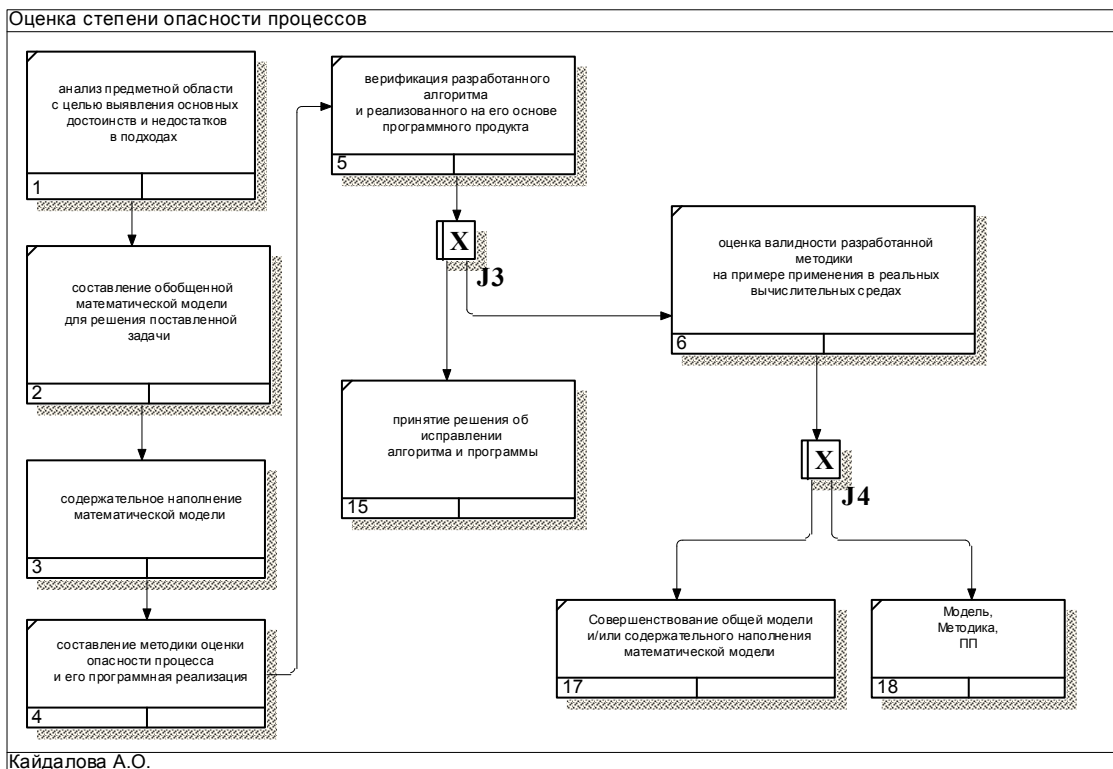 Оценка степени опасности процессов
анализ предметной области
с целью выявления основных
достоинств и недостатков
в подходах
1
составление обобщенной
математической модели
для решения поставленной
задачи
2
содержательное наполнение
математической модели
3
составление методики оценки
опасности процесса
и его программная реализация
4
верификация разработанного
алгоритма
и реализованного на его основе
программного продукта
5
X
J3
принятие решения об
исправлении
алгоритма и программы
15
оценка валидности разработанной
методики
на примере применения в реальных
вычислительных средах
6
X
J4
Совершенствование общей модели
и/или содержательного наполнения
математической модели
17
Модель,
Методика,
ПП
18
Кайдалова А.О.